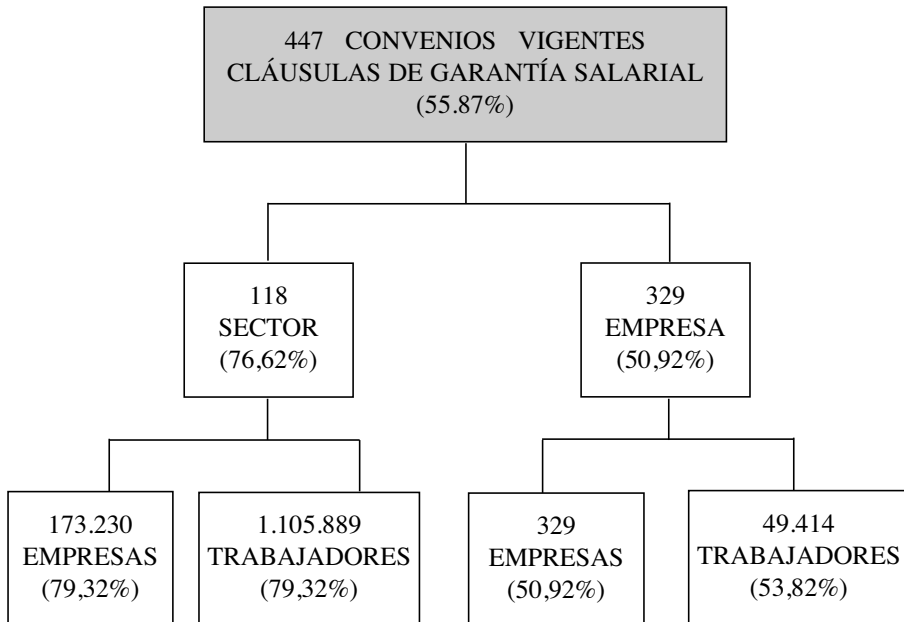 447 CONVENIOS VIGENTES
CLÁUSULAS DE GARANTÍA SALARIAL
(55.87%)
118
SECTOR
(76,62%)
329
EMPRESA
(50,92%)
173.230
EMPRESAS
(79,32%)
1.105.889
TRABAJADORES
(79,32%)
329
EMPRESAS
(50,92%)
49.414
TRABAJADORES
(53,82%)